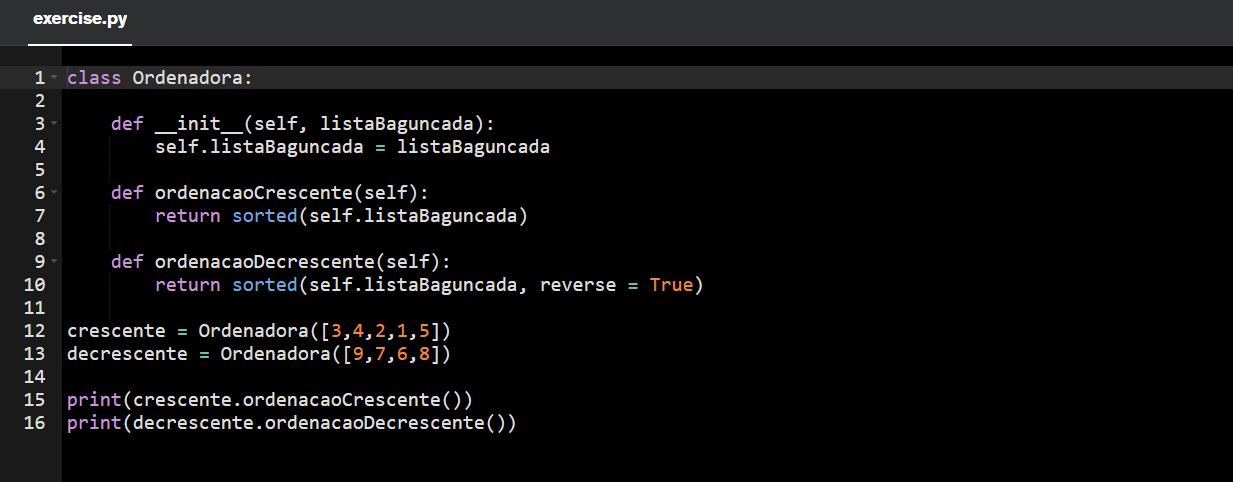 exercise.py
1 class Ordenadora:
2
3     def __init__(self, listaBaguncada):
4         self.listaBaguncada = listaBaguncada
5
6     def ordenacaoCrescente(self):
7         return sorted(self.listaBaguncada)
8
9     def ordenacaoDecrescente(self):
10         return sorted(self.listaBaguncada, reverse = True)
11
12 crescente = Ordenadora([3,4,2,1,5])
13 decrescente = Ordenadora([9,7,6,8])
14
15 print(crescente.ordenacaoCrescente())
16 print(decrescente.ordenacaoDecrescente())